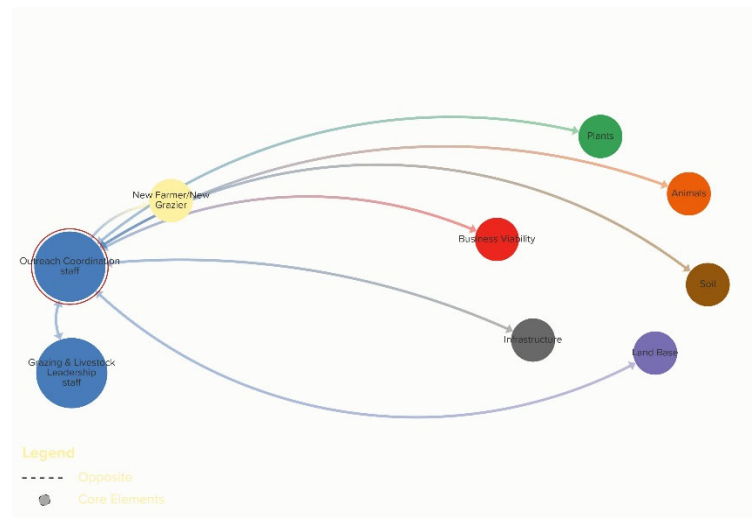 Plants
New Farmer/New
Grazier
Animals
Business Viability
Outreach Coordination
staff
Soil
Infrastructure
Land Base
Grazing & Livestock
Leadership
staff
Legend
Opposite
Core Elements